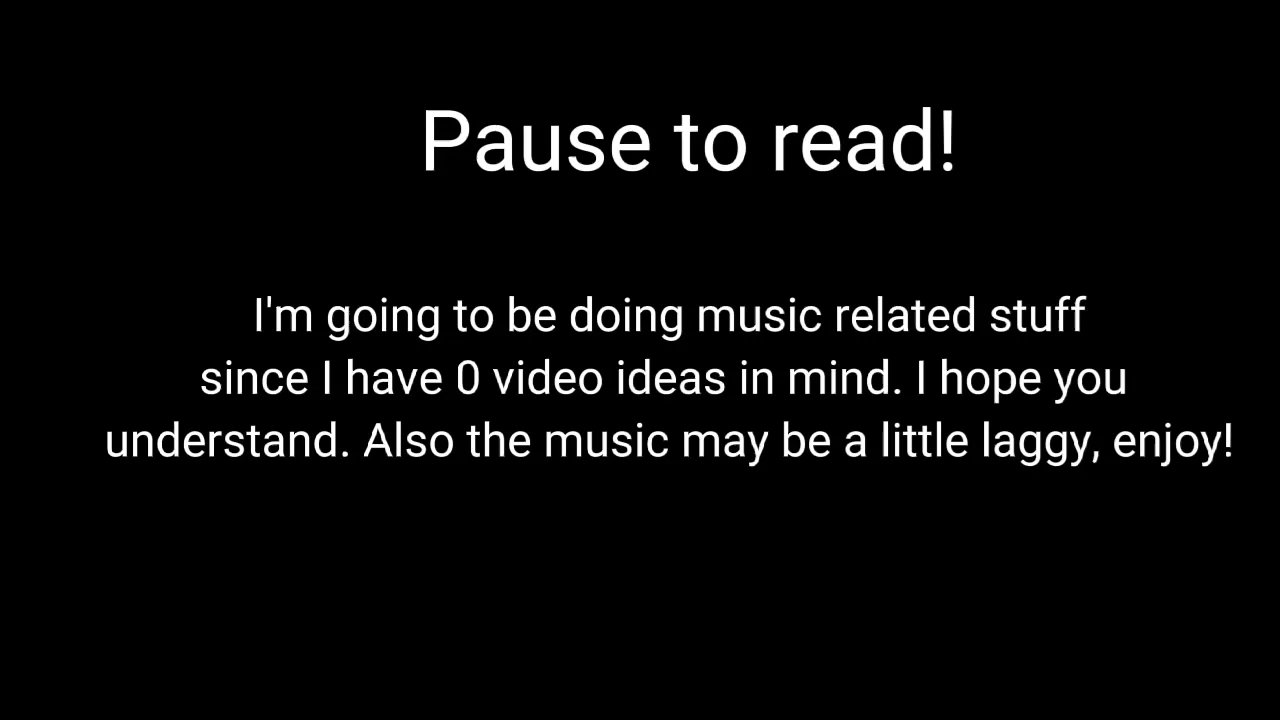 Pause to read!
I'm going to be doing music related stuff
since I have 0 video ideas in mind. I hope you
understand. Also the music may be a little laggy, enjoy!